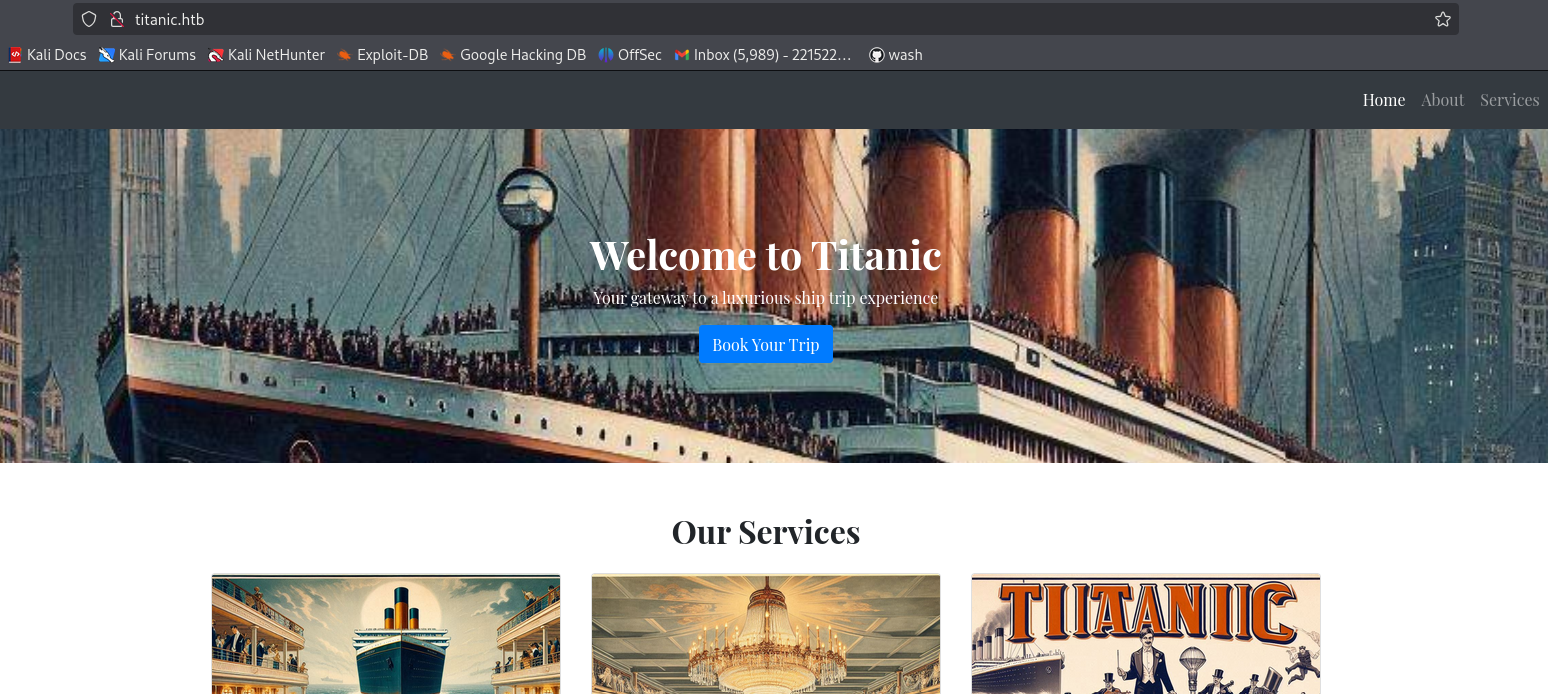 titanic.htb
Kali Docs Kali Forums Kali NetHunter Exploit-DB Google Hacking DB OffSec Inbox (5,989) - 221522… wash
Home About Services
Welcome to Titanic
Your gateway to a luxurious ship trip experience
Book Your Trip
Our Services
TITANIC